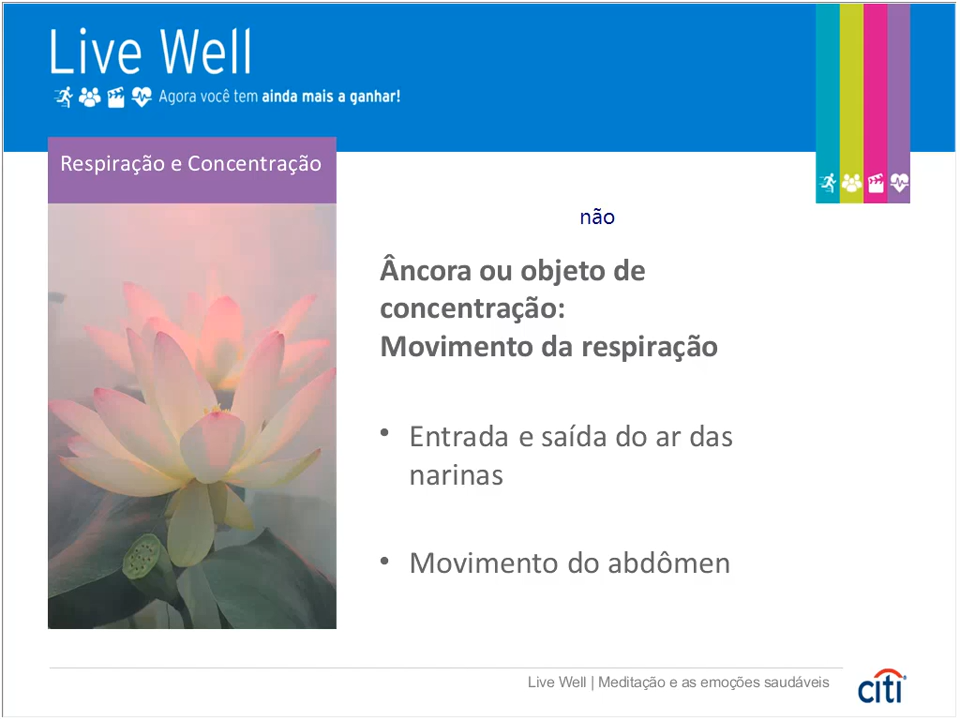 Live Well
Agora você tem ainda mais a ganhar!
Respiração e Concentração
não
Âncora ou objeto de
concentração:
Movimento da respiração
• Entrada e saída do ar das
narinas
• Movimento do abdômen
Live Well | Meditação e as emoções saudáveis
citi